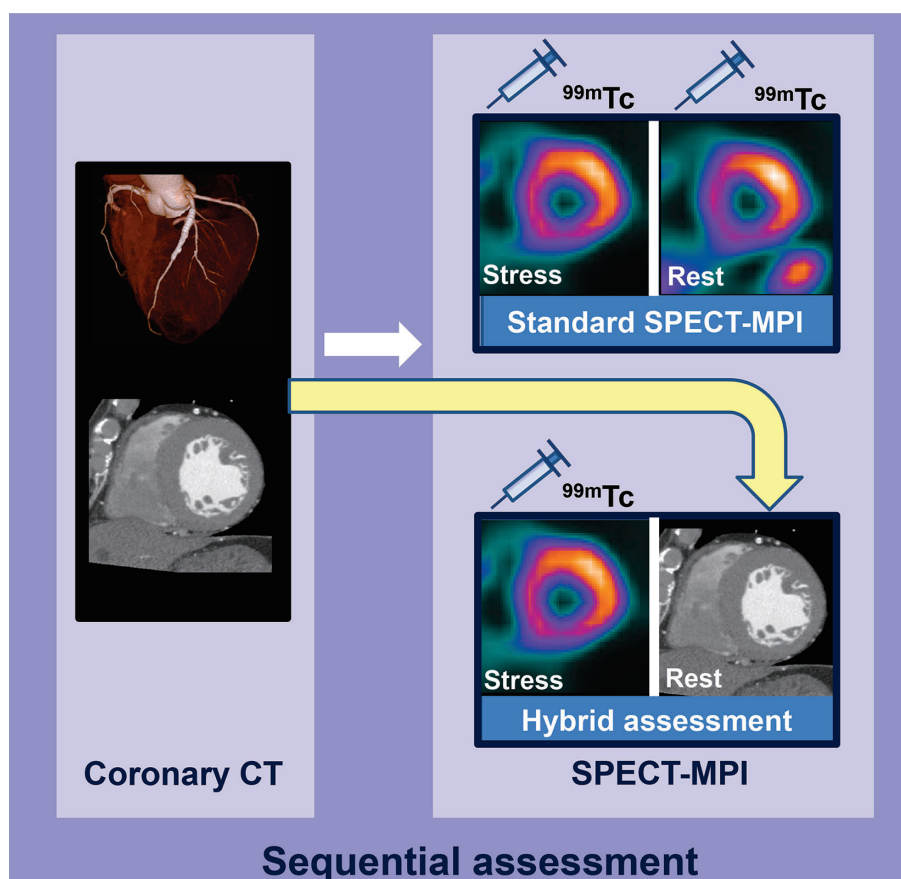 99mTc 99mTc
Stress Rest
Standard SPECT-MPI
99mTc
Stress Rest
Hybrid assessment
Coronary CT SPECT-MPI
Sequential assessment